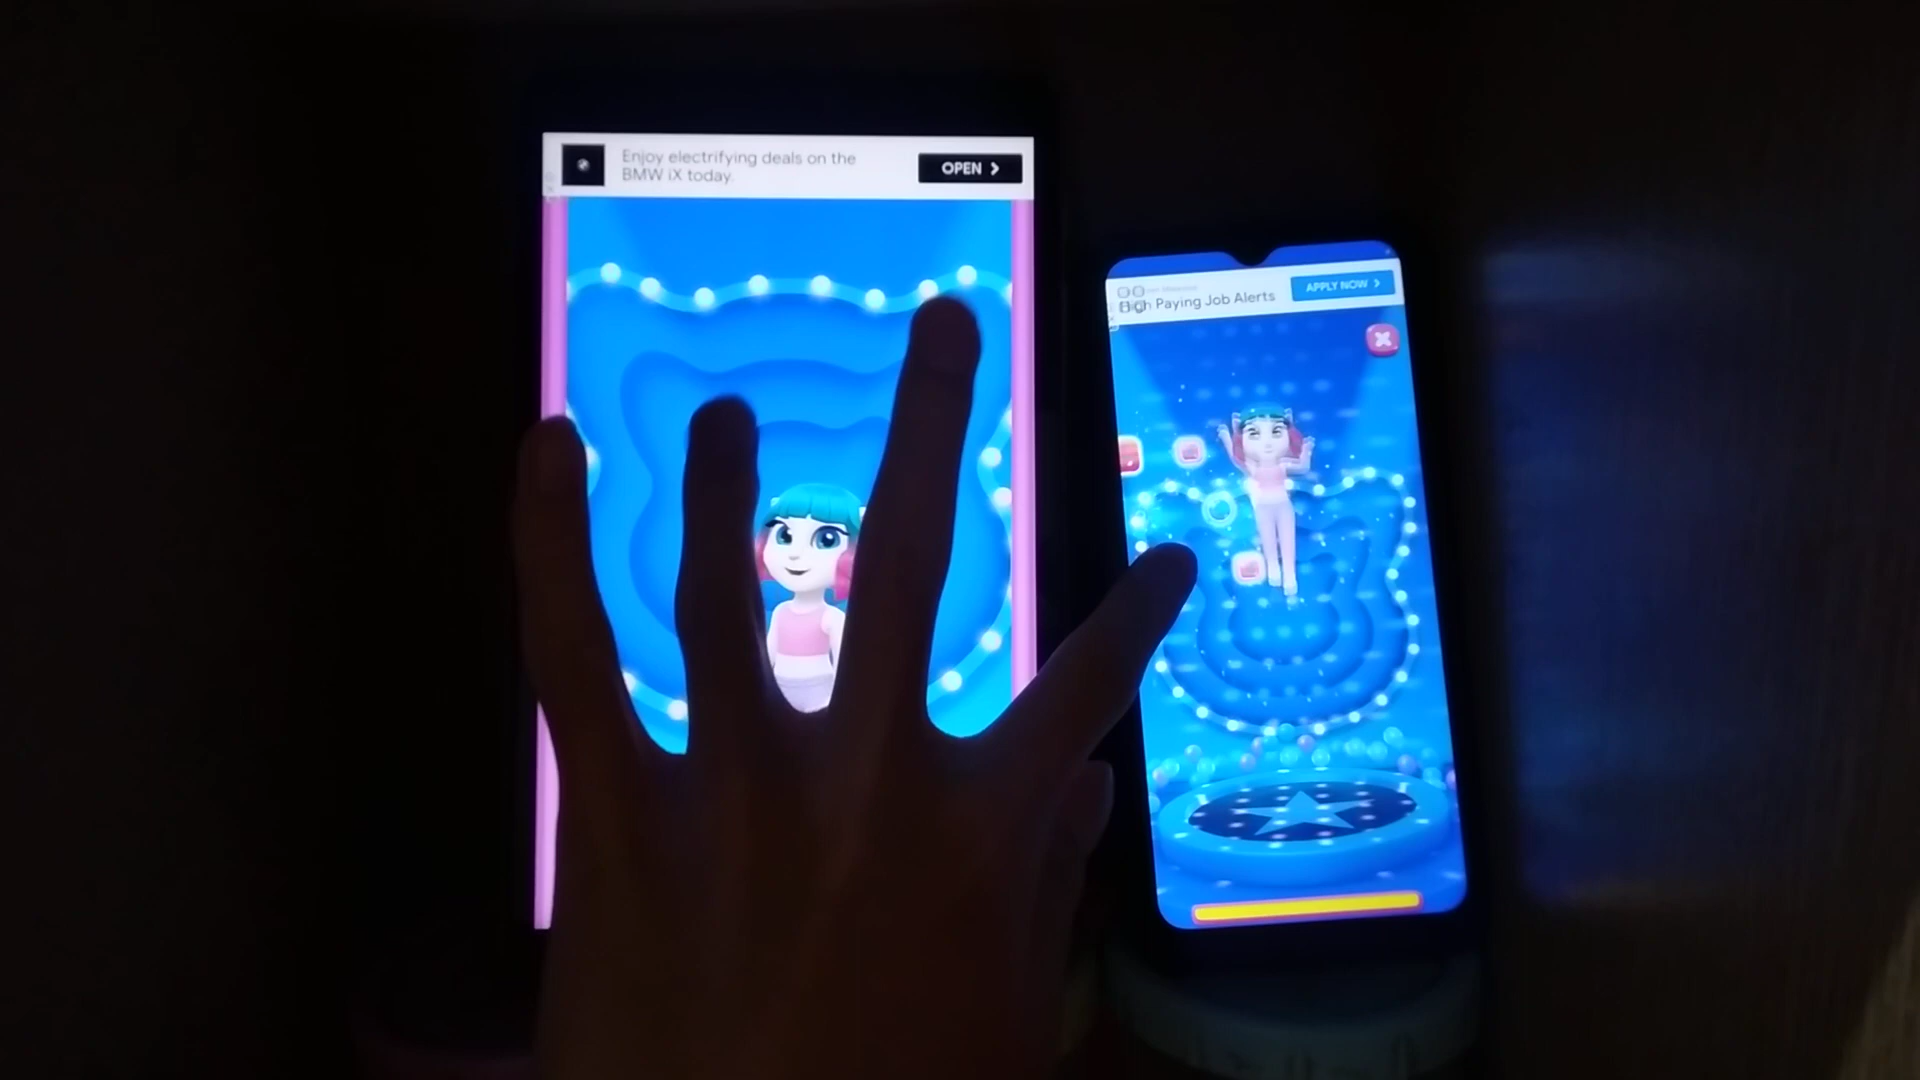 Enjoy electrifying deals on the
BMW iX today.
OPEN
High Paying Job Alerts
APPLY NOW